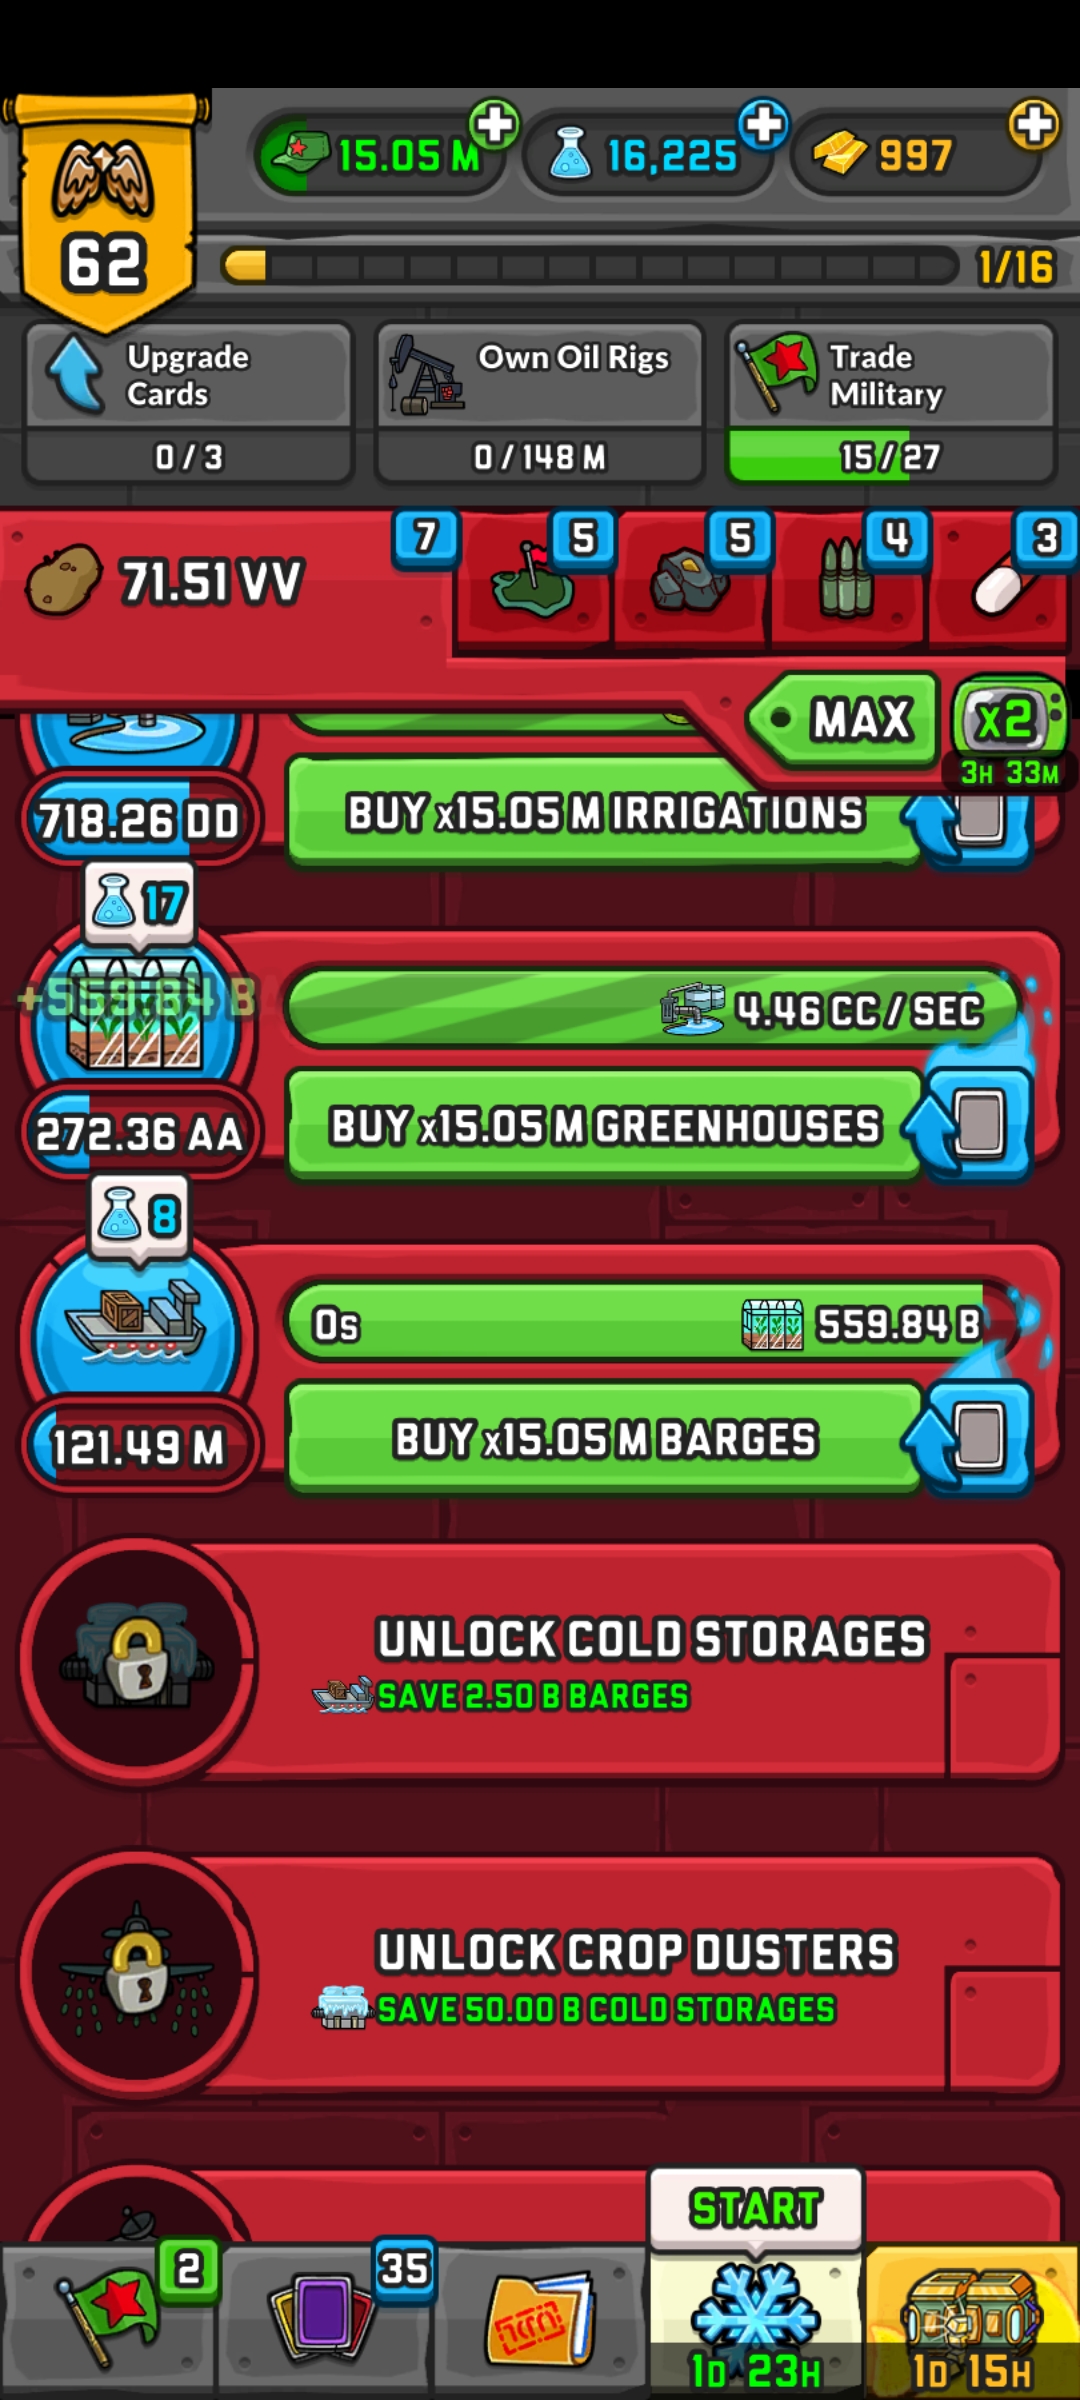 15.05 M
16,225
997
62
1/16
Upgrade
Cards
0 / 3
Own Oil Rigs
0 / 148 M
Trade
Military
15 / 27
71.51 VV
7
5
5
4
3
MAX
x2
3H 33M
718.26 DD
BUY x15.05 M IRRIGATIONS
17
+559.84 B
4.46 CC / SEC
272.36 AA
BUY x15.05 M GREENHOUSES
8
0s
559.84 B
121.49 M
BUY x15.05 M BARGES
UNLOCK COLD STORAGES
SAVE 2.50 B BARGES
UNLOCK CROP DUSTERS
SAVE 50.00 B COLD STORAGES
START
2
35
1D 23H
1D 15H